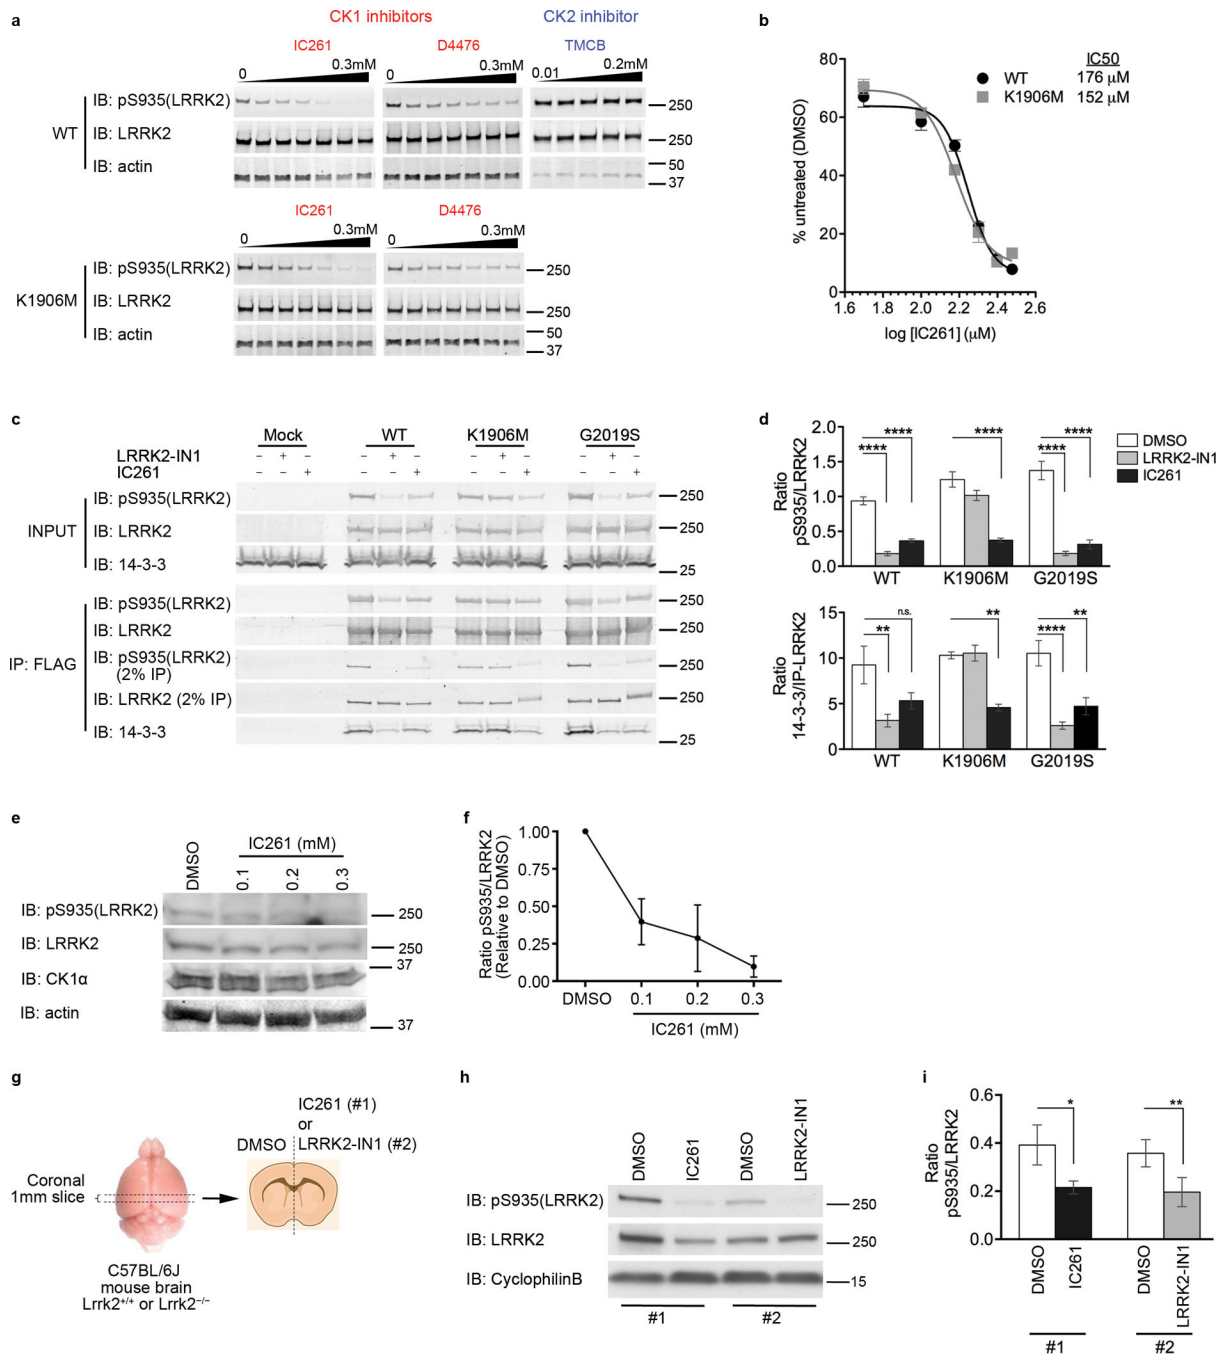 a
CK1 inhibitors
CK2 inhibitor
IC261
D4476
TMCB
0 0.3mM
0 0.3mM
0.01 0.2mM
WT
IB: pS935(LRRK2)
250
IB: LRRK2
250
IB: actin
50
37
IC261
D4476
0 0.3mM
0 0.3mM
K1906M
IB: pS935(LRRK2)
250
IB: LRRK2
250
IB: actin
50
37
b
IC50
WT 176 μM
K1906M 152 μM
% untreated (DMSO)
80
60
40
20
0
1.6 1.8 2.0 2.2 2.4 2.6
log [IC261] (μM)
c
Mock WT K1906M G2019S
LRRK2-IN1 – + – – + – – + – – + –
IC261 – – + – – + – – + – – +
INPUT
IB: pS935(LRRK2)
250
IB: LRRK2
250
IB: 14-3-3
25
IP: FLAG
IB: pS935(LRRK2)
250
IB: LRRK2
250
IB: pS935(LRRK2)
(2% IP)
250
IB: LRRK2 (2% IP)
250
IB: 14-3-3
25
d
DMSO
LRRK2-IN1
IC261
Ratio
pS935/LRRK2
2.0
1.5
1.0
0.5
0.0
**** ****
****
**** ****
WT K1906M G2019S
14-3-3/IP-LRRK2
15
10
5
0
n.s.
**
**
**
****
WT K1906M G2019S
e
DMSO
IC261 (mM)
0.1 0.2 0.3
IB: pS935(LRRK2)
250
IB: LRRK2
250
IB: CK1α
37
IB: actin
37
f
Ratio pS935/LRRK2
(Relative to DMSO)
1.00
0.75
0.50
0.25
0.00
DMSO 0.1 0.2 0.3
IC261 (mM)
g
IC261 (#1)
or
DMSO LRRK2-IN1 (#2)
Coronal
1mm slice
C57BL/6J
mouse brain
Lrrk2+/+ or Lrrk2−/−
h
DMSO IC261 DMSO LRRK2-IN1
IB: pS935(LRRK2)
250
IB: LRRK2
250
IB: CyclophilinB
15
#1 #2
i
Ratio
pS935/LRRK2
0.6
0.4
0.2
0.0
*
**
DMSO IC261 DMSO LRRK2-IN1
#1 #2